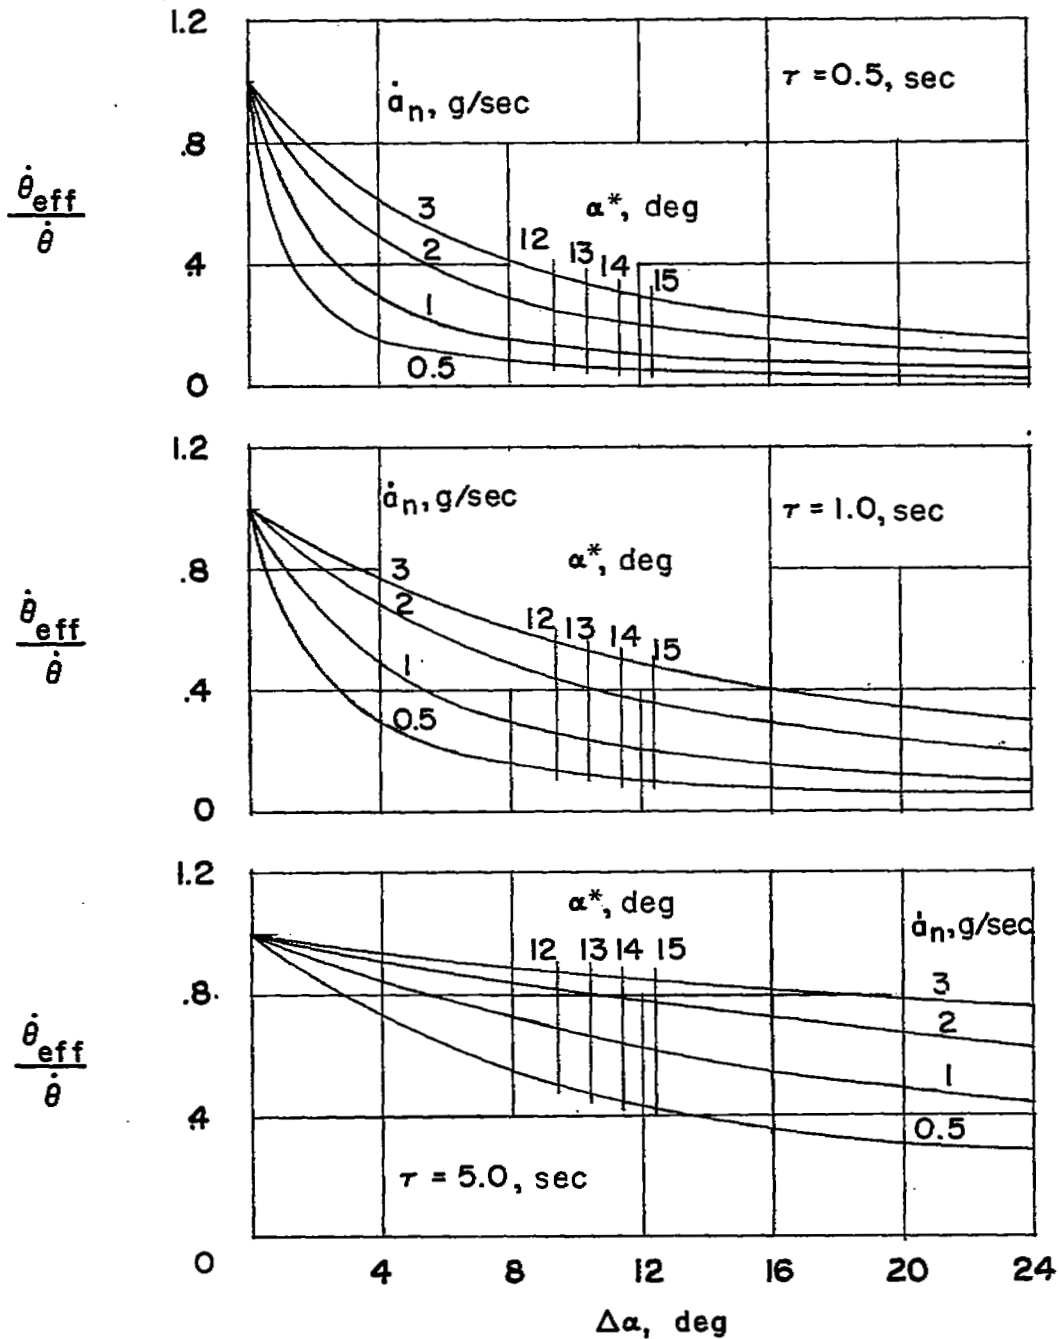 1.2
τ = 0.5, sec
ȧn, g/sec
.8
θ̇eff
θ̇
α*, deg
3
12
13
14
15
2
.4
1
0.5
0
1.2
ȧn, g/sec
τ = 1.0, sec
α*, deg
.8
3
2
θ̇eff
θ̇
12
13
14
15
1
.4
0.5
0
1.2
α*, deg
ȧn, g/sec
12
13
14
15
.8
3
2
θ̇eff
θ̇
1
.4
0.5
τ = 5.0, sec
0
4
8
12
16
20
24
Δα, deg